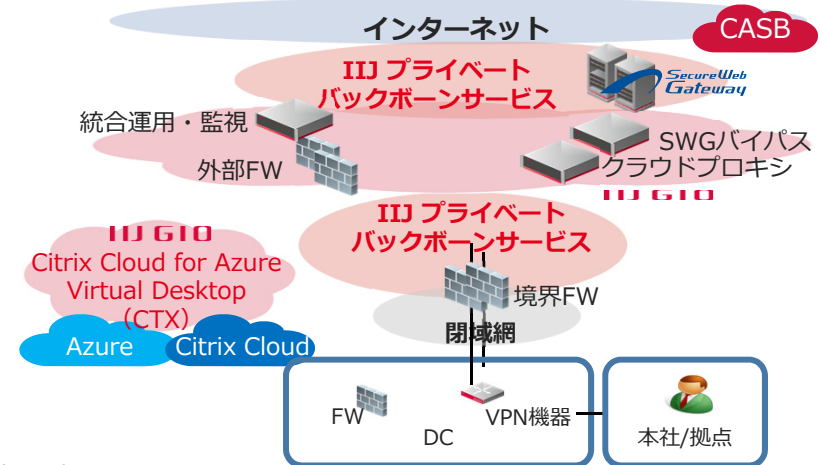 インターネット
CASB
IIJ プライベート
バックボーンサービス
SecureWeb
Gateway
統合運用・監視
外部FW
SWGバイパス
クラウドプロキシ
IIJ GIO
IIJ プライベート
バックボーンサービス
IIJ GIO
Citrix Cloud for Azure
Virtual Desktop
（CTX）
Azure
Citrix Cloud
境界FW
閉域網
FW
VPN機器
DC
本社/拠点